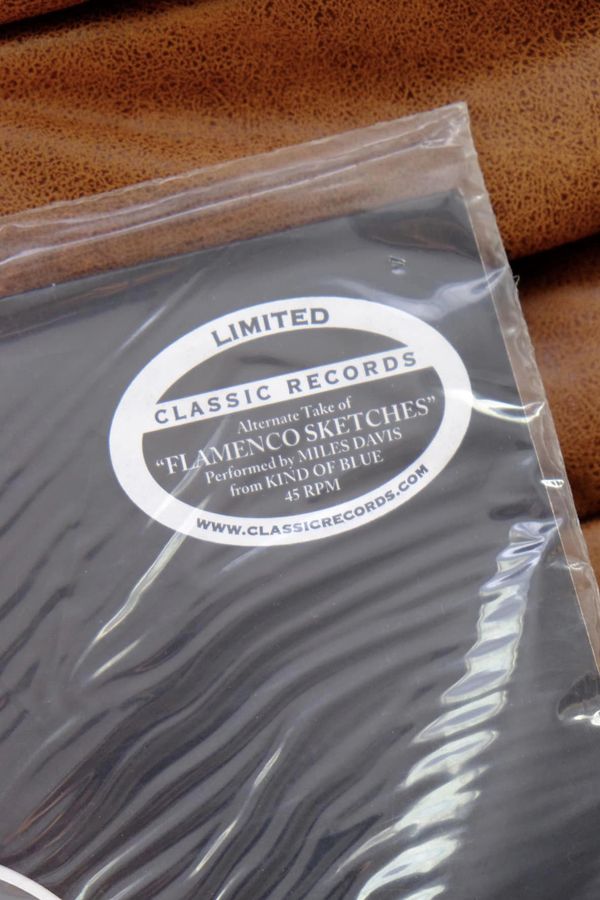 LIMITED
CLASSIC RECORDS
Alternate Take of
“FLAMENCO SKETCHES”
Performed by MILES DAVIS
from KIND OF BLUE
45 RPM
WWW.CLASSICRECORDS.COM